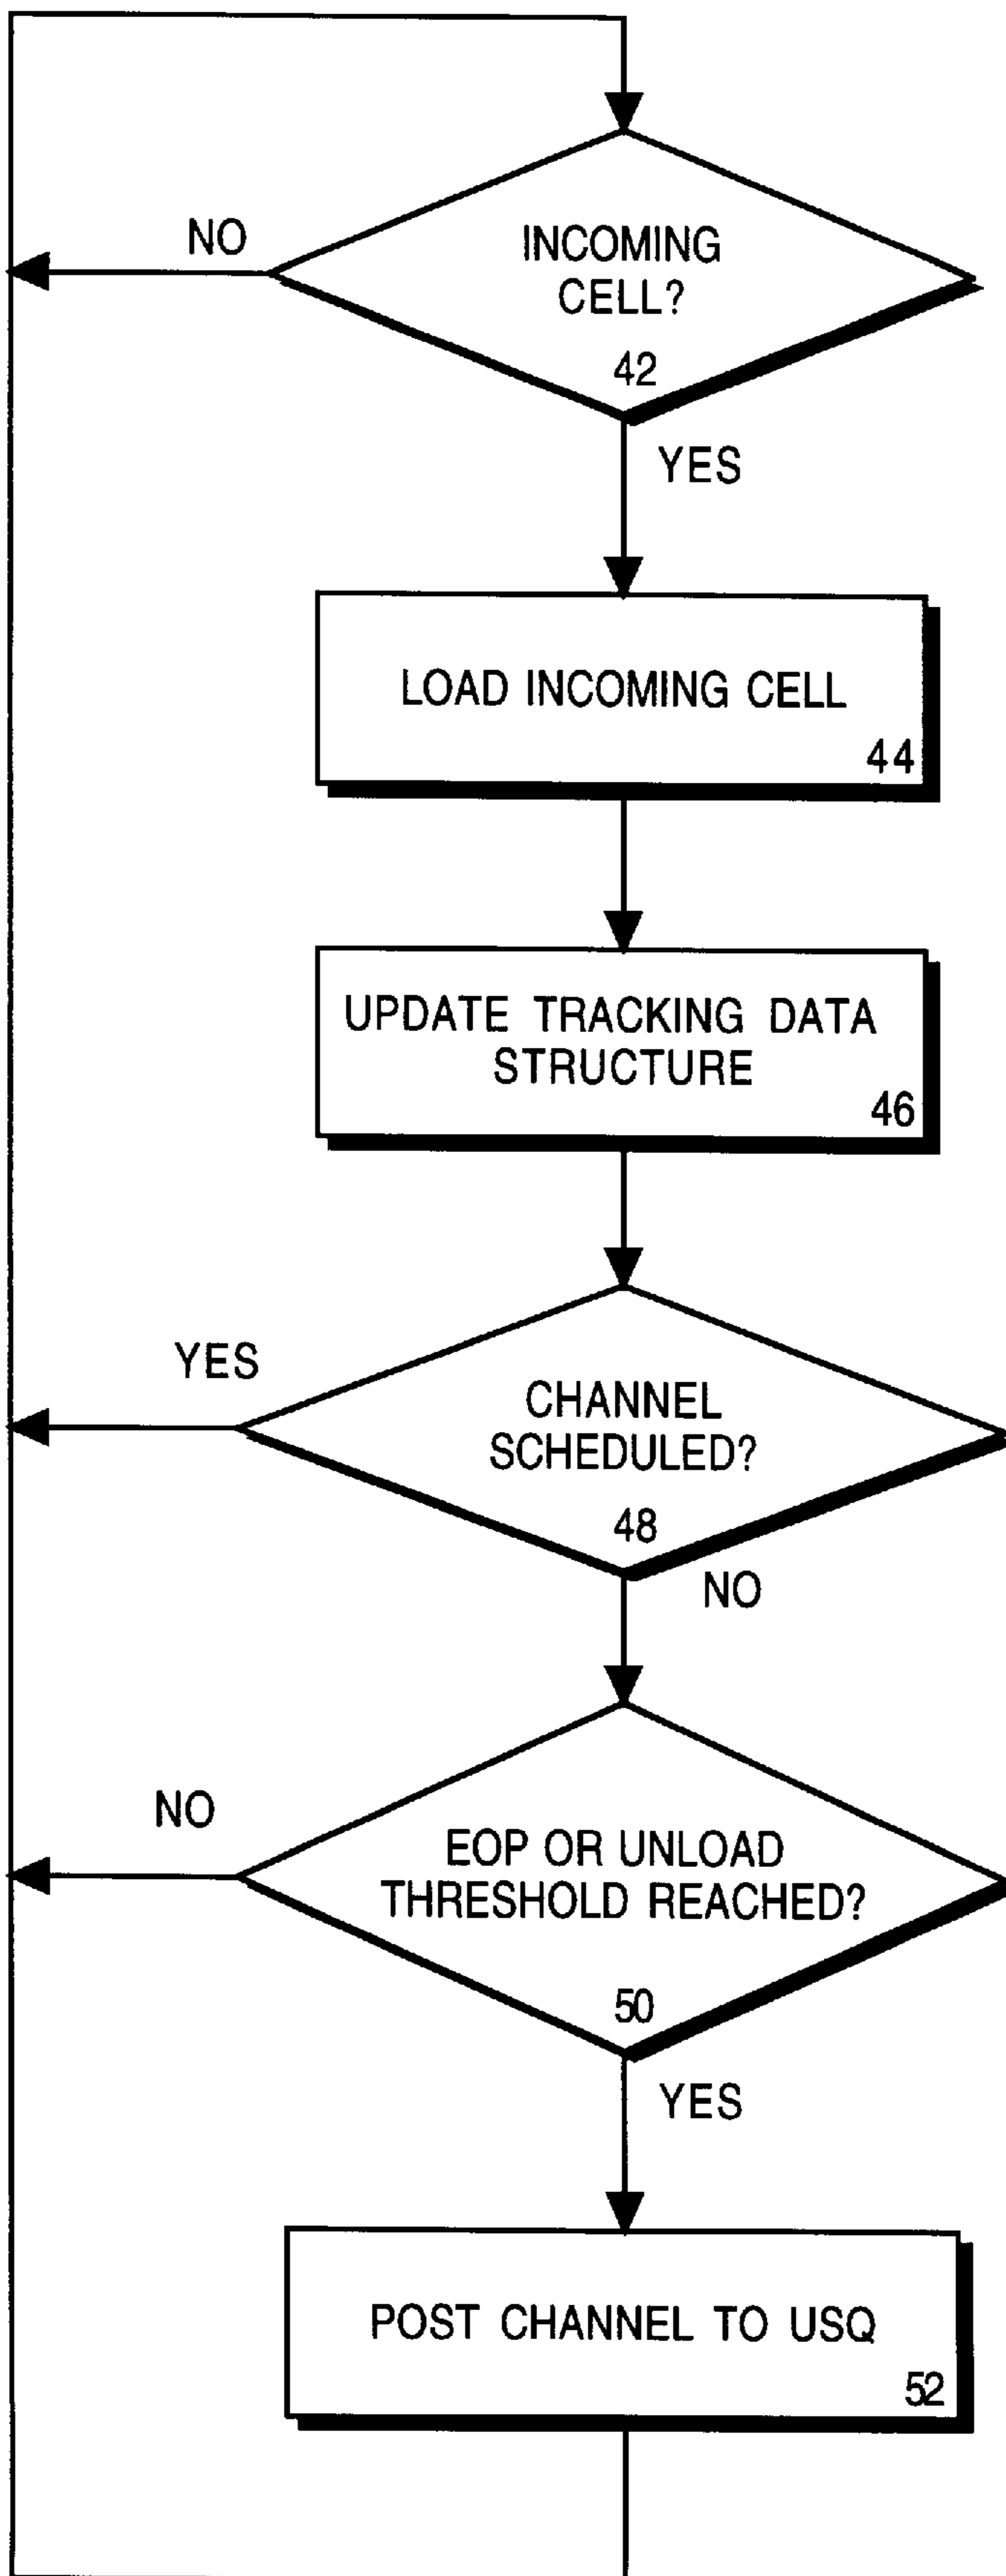 NO
INCOMING
CELL?
42
YES
LOAD INCOMING CELL
44
UPDATE TRACKING DATA
STRUCTURE
46
YES
CHANNEL
SCHEDULED?
48
NO
NO
EOP OR UNLOAD
THRESHOLD REACHED?
50
YES
POST CHANNEL TO USQ
52